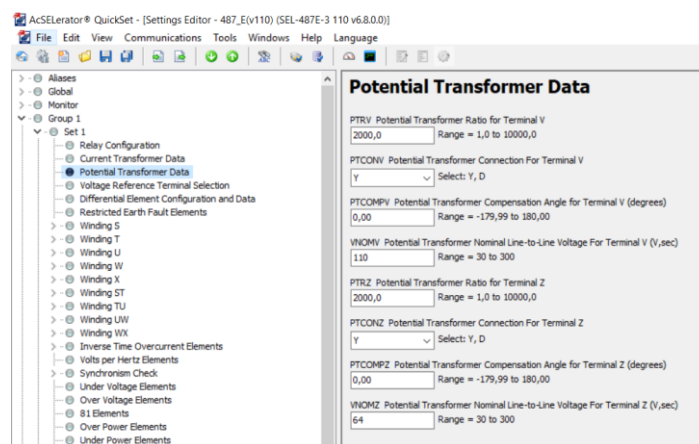 AcSELerator® QuickSet - [Settings Editor - 487_E(v110) (SEL-487E-3 110 v6.8.0.0)]
File Edit View Communications Tools Windows Help Language
Aliases
Global
Monitor
Group 1
Set 1
Relay Configuration
Current Transformer Data
Potential Transformer Data
Voltage Reference Terminal Selection
Differential Element Configuration and Data
Restricted Earth Fault Elements
Winding S
Winding T
Winding U
Winding W
Winding X
Winding ST
Winding TU
Winding UW
Winding WX
Inverse Time Overcurrent Elements
Volts per Hertz Elements
Synchronism Check
Under Voltage Elements
Over Voltage Elements
81 Elements
Over Power Elements
Under Power Elements
Potential Transformer Data
PTRV Potential Transformer Ratio for Terminal V
2000,0 Range = 1,0 to 10000,0
PTCONV Potential Transformer Connection For Terminal V
Y Select: Y, D
PTCOMPV Potential Transformer Compensation Angle for Terminal V (degrees)
0,00 Range = -179,99 to 180,00
VNOMV Potential Transformer Nominal Line-to-Line Voltage For Terminal V (V,sec)
110 Range = 30 to 300
PTRZ Potential Transformer Ratio for Terminal Z
2000,0 Range = 1,0 to 10000,0
PTCONZ Potential Transformer Connection For Terminal Z
Y Select: Y, D
PTCOMPZ Potential Transformer Compensation Angle for Terminal Z (degrees)
0,00 Range = -179,99 to 180,00
VNOMZ Potential Transformer Nominal Line-to-Line Voltage For Terminal Z (V,sec)
64 Range = 30 to 300